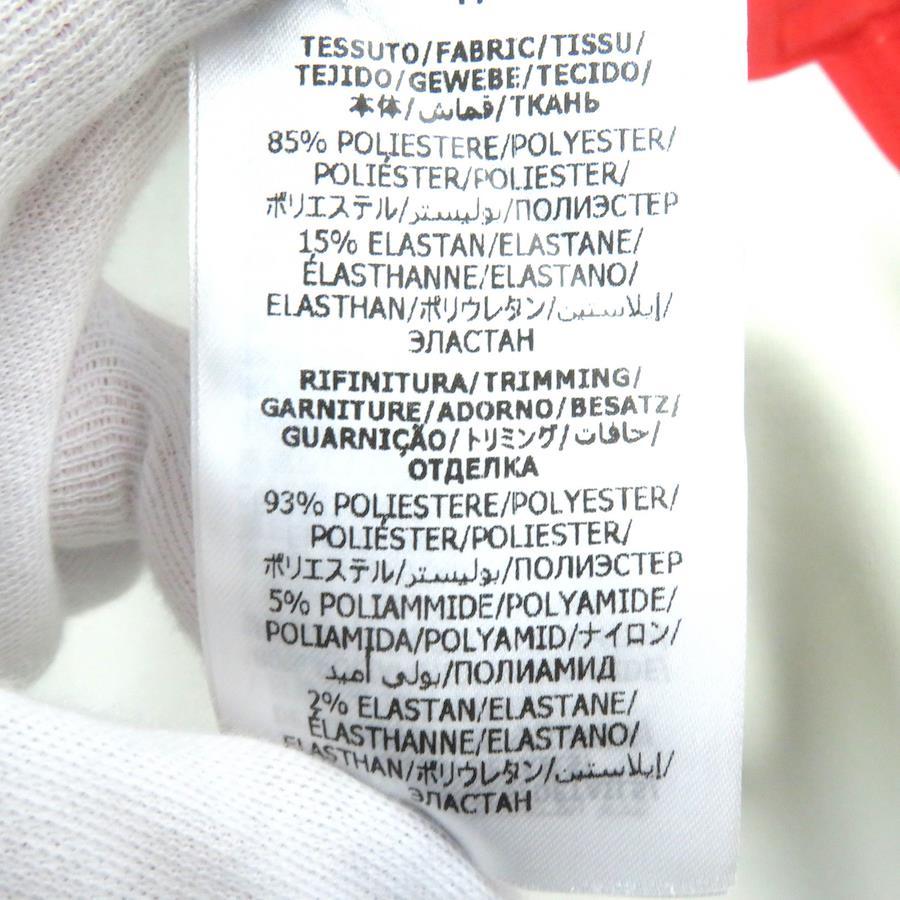 TESSUTO/FABRIC/TISSU/
TEJIDO/GEWEBE/TECIDO/
本体/قماش/ТКАНЬ
85% POLIESTERE/POLYESTER/
POLIÉSTER/POLIESTER/
ポリエステル/بوليستر/ПОЛИЭСТЕР
15% ELASTAN/ELASTANE/
ÉLASTHANNE/ELASTANO/
ELASTHAN/ポリウレタン/إيلاستين/
ЭЛАСТАН
RIFINITURA/TRIMMING/
GARNITURE/ADORNO/BESATZ/
GUARNIÇÃO/トリミング/حافات/
ОТДЕЛКА
93% POLIESTERE/POLYESTER/
POLIÉSTER/POLIESTER/
ポリエステル/بوليستر/ПОЛИЭСТЕР
5% POLIAMMIDE/POLYAMIDE/
POLIAMIDA/POLYAMID/ナイロン/
بولي أميد/ПОЛИАМИД
2% ELASTAN/ELASTANE/
ÉLASTHANNE/ELASTANO/
ELASTHAN/ポリウレタン/إيلاستين/
ЭЛАСТАН